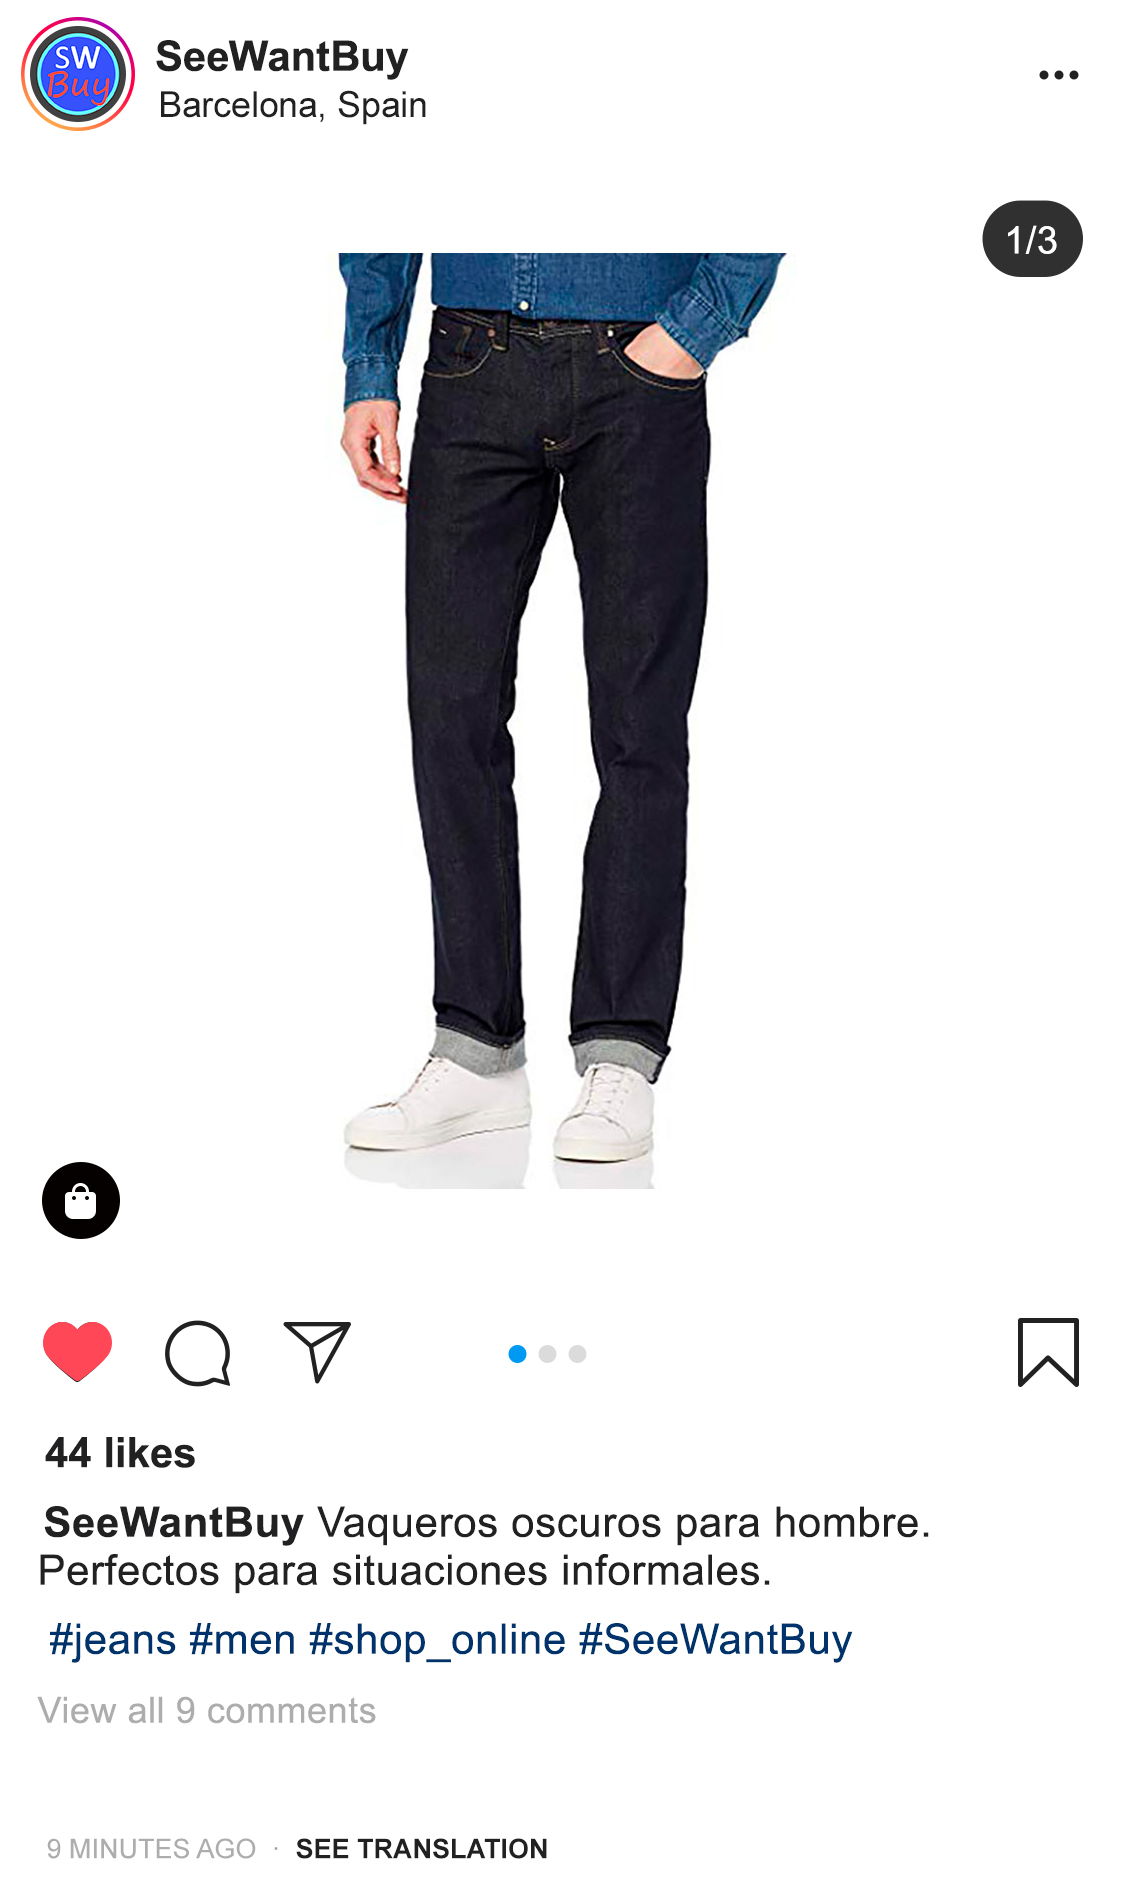 SW
Buy
SeeWantBuy
Barcelona, Spain
1/3
44 likes
SeeWantBuy Vaqueros oscuros para hombre.
Perfectos para situaciones informales.
#jeans #men #shop_online #SeeWantBuy
View all 9 comments
9 MINUTES AGO · SEE TRANSLATION